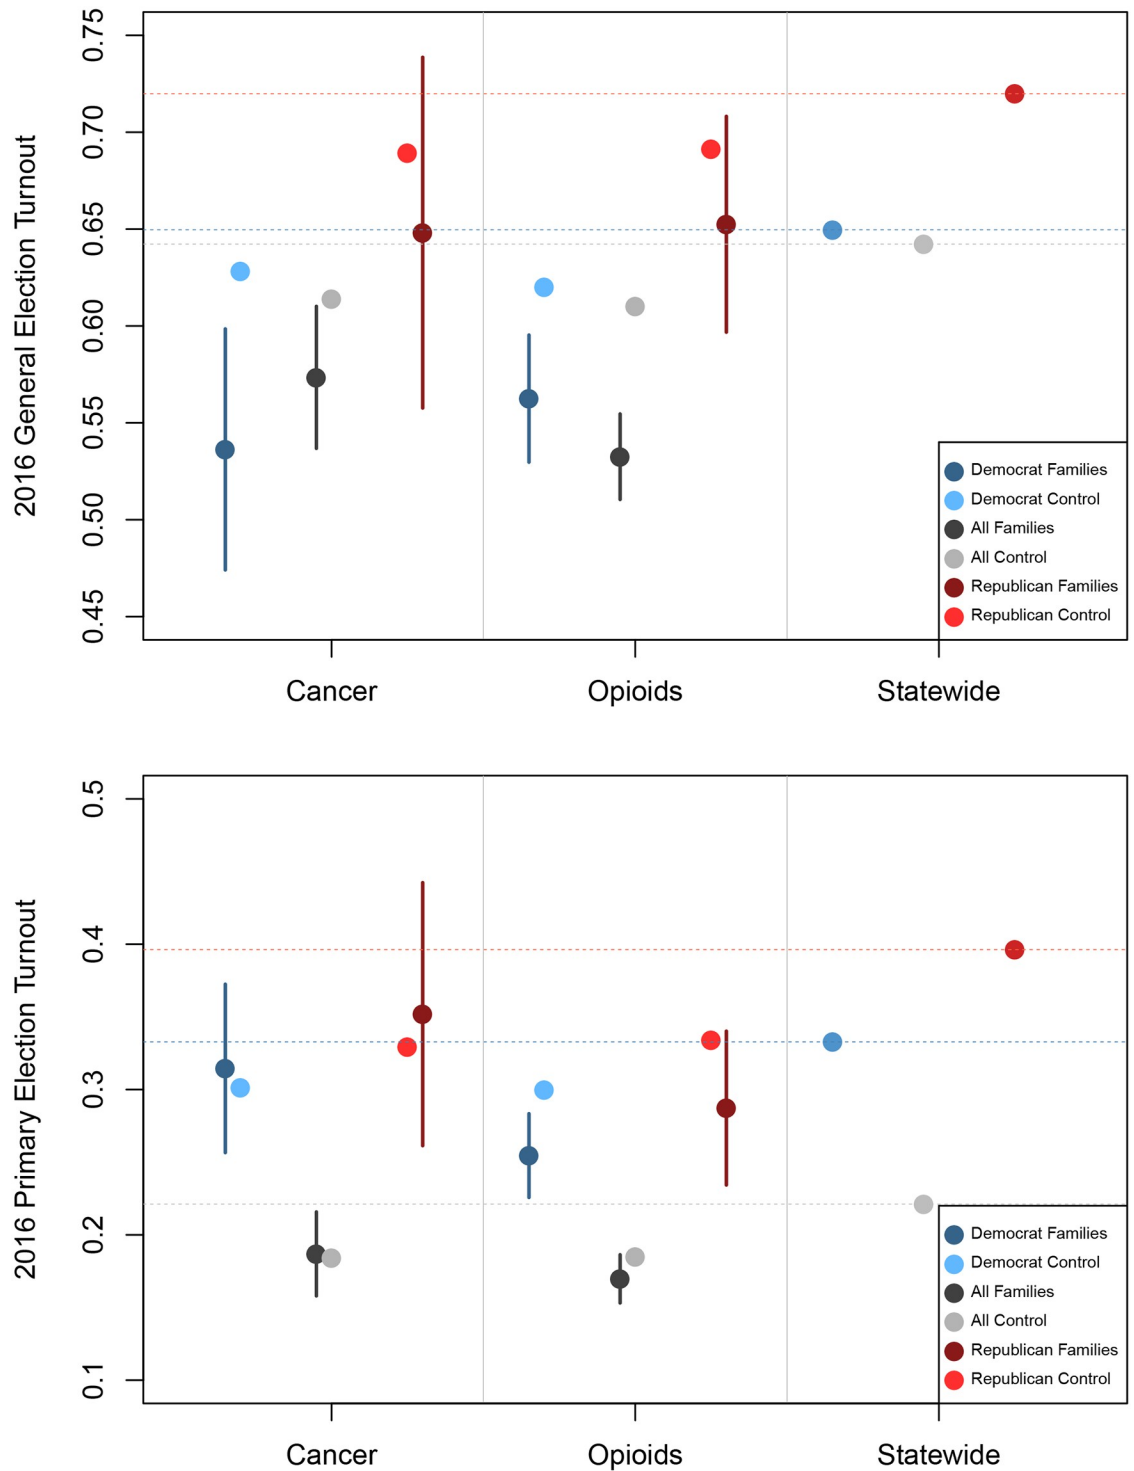 2016 General Election Turnout
0.75
0.70
0.65
0.60
0.55
0.50
0.45
Democrat Families
Democrat Control
All Families
All Control
Republican Families
Republican Control
Cancer Opioids Statewide
2016 Primary Election Turnout
0.5
0.4
0.3
0.2
0.1
Democrat Families
Democrat Control
All Families
All Control
Republican Families
Republican Control
Cancer Opioids Statewide